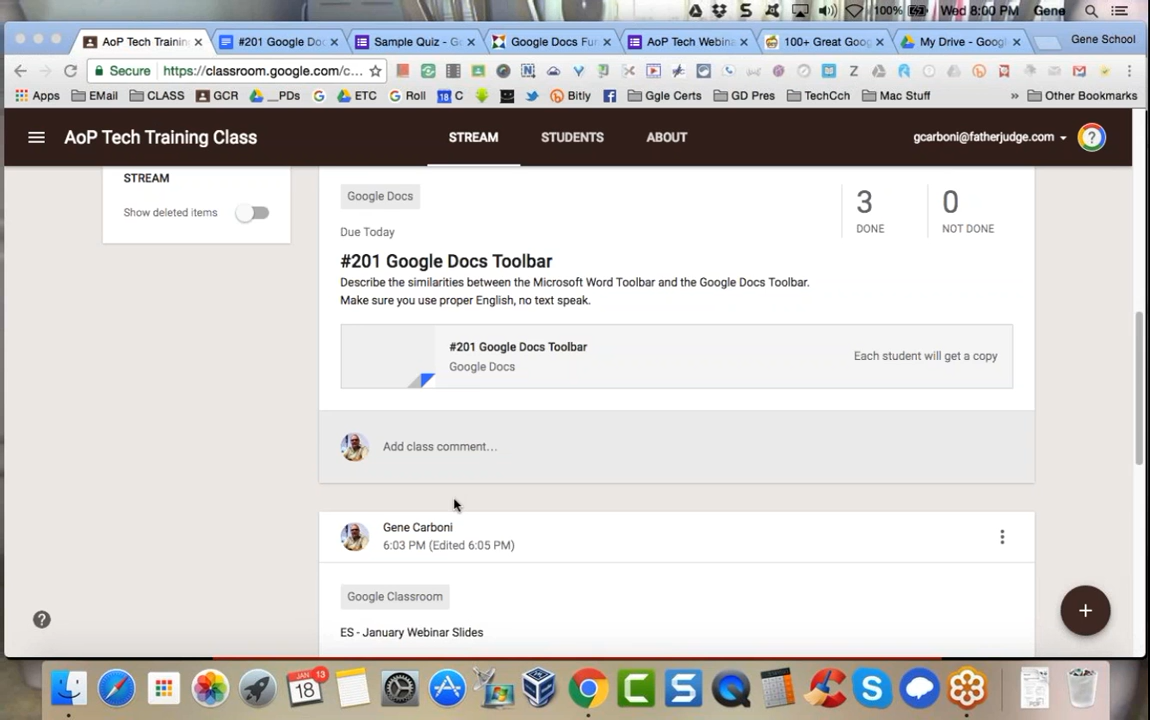 100%
Wed 8:00 PM Gene
AoP Tech Trainin
#201 Google Do
Sample Quiz - G
Google Docs Fu
AoP Tech Webina
100+ Great Goog
My Drive - Goog
Gene School
Secure https://classroom.google.com/c...
Apps EMail CLASS GCR __PDs ETC Roll C Bitly Ggle Certs GD Pres TechCch Mac Stuff » Other Bookmarks
AoP Tech Training Class STREAM STUDENTS ABOUT gcarboni@fatherjudge.com
STREAM
Show deleted items
Google Docs
3
DONE
0
NOT DONE
Due Today
#201 Google Docs Toolbar
Describe the similarities between the Microsoft Word Toolbar and the Google Docs Toolbar.
Make sure you use proper English, no text speak.
#201 Google Docs Toolbar
Google Docs
Each student will get a copy
Add class comment...
Gene Carboni
6:03 PM (Edited 6:05 PM)
Google Classroom
ES - January Webinar Slides
18
13